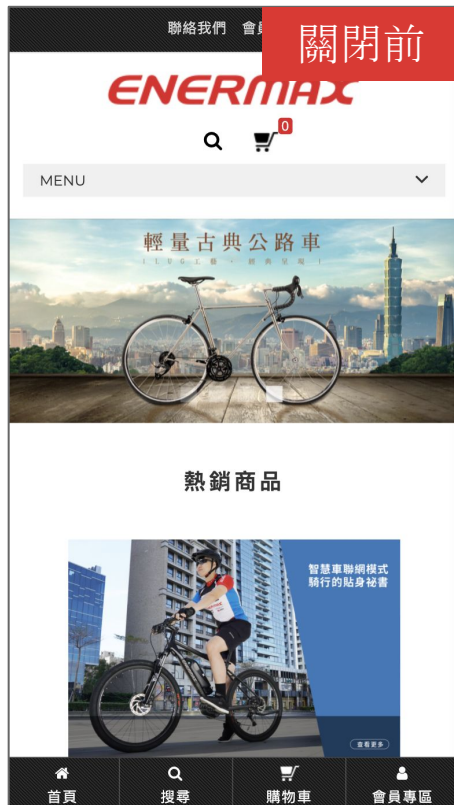 聯絡我們 會員
關閉前
ENERMAX
0
MENU
輕量古典公路車
熱銷商品
智慧車聯網模式
騎行的貼身祕書
查看更多
首頁 搜尋 購物車 會員專區